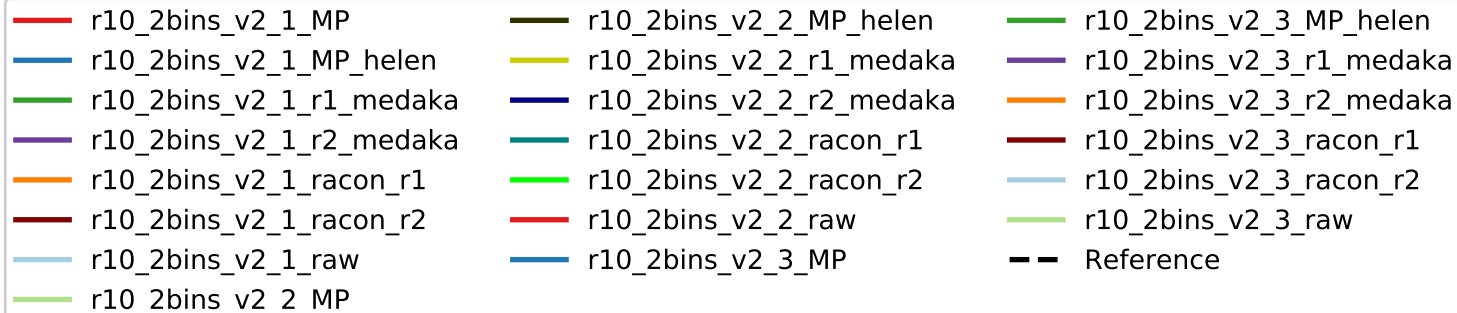 r10_2bins_v2_1_MP
r10_2bins_v2_1_MP_helen
r10_2bins_v2_1_r1_medaka
r10_2bins_v2_1_r2_medaka
r10_2bins_v2_1_racon_r1
r10_2bins_v2_1_racon_r2
r10_2bins_v2_1_raw
r10_2bins_v2_2_MP
r10_2bins_v2_2_MP_helen
r10_2bins_v2_2_r1_medaka
r10_2bins_v2_2_r2_medaka
r10_2bins_v2_2_racon_r1
r10_2bins_v2_2_racon_r2
r10_2bins_v2_2_raw
r10_2bins_v2_3_MP
r10_2bins_v2_3_MP_helen
r10_2bins_v2_3_r1_medaka
r10_2bins_v2_3_r2_medaka
r10_2bins_v2_3_racon_r1
r10_2bins_v2_3_racon_r2
r10_2bins_v2_3_raw
Reference